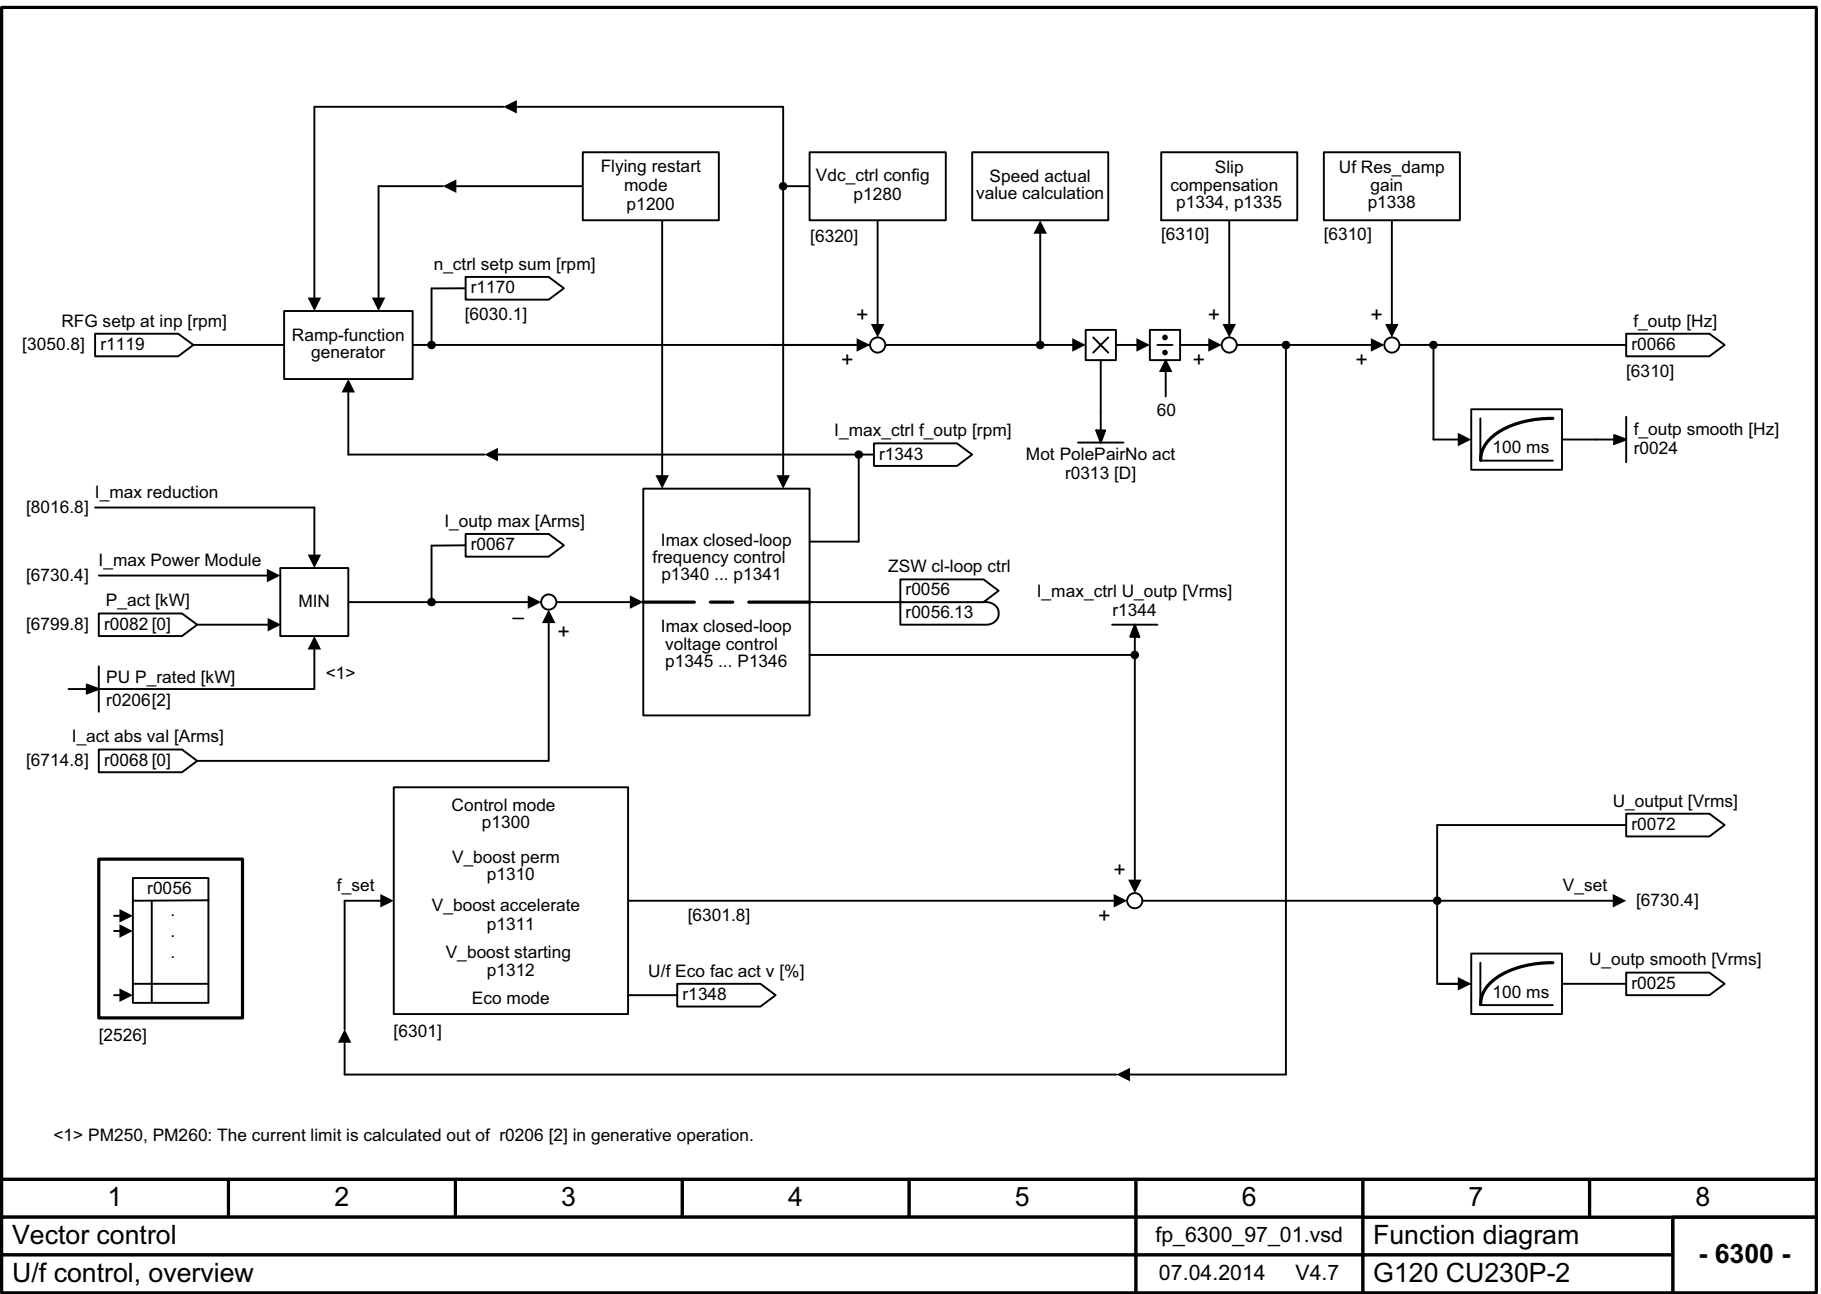 Flying restart
mode
p1200
Vdc_ctrl config
p1280
[6320]
Speed actual
value calculation
Slip
compensation
p1334, p1335
[6310]
Uf Res_damp
gain
p1338
[6310]
n_ctrl setp sum [rpm]
r1170
[6030.1]
RFG setp at inp [rpm]
[3050.8] r1119
Ramp-function
generator
+
+
×
÷
60
+
+
+
+
f_outp [Hz]
r0066
[6310]
100 ms
f_outp smooth [Hz]
r0024
I_max_ctrl f_outp [rpm]
r1343
Mot PolePairNo act
r0313 [D]
I_max reduction
[8016.8]
I_max Power Module
[6730.4]
P_act [kW]
[6799.8] r0082 [0]
PU P_rated [kW]
r0206[2]
<1>
MIN
I_outp max [Arms]
r0067
–
+
I_act abs val [Arms]
[6714.8] r0068 [0]
Imax closed-loop
frequency control
p1340 ... p1341
Imax closed-loop
voltage control
p1345 ... P1346
ZSW cl-loop ctrl
r0056
r0056.13
I_max_ctrl U_outp [Vrms]
r1344
Control mode
p1300
V_boost perm
p1310
V_boost accelerate
p1311
V_boost starting
p1312
Eco mode
[6301]
f_set
[6301.8]
U/f Eco fac act v [%]
r1348
+
+
U_output [Vrms]
r0072
V_set
[6730.4]
100 ms
U_outp smooth [Vrms]
r0025
r0056
.
.
.
[2526]
<1> PM250, PM260: The current limit is calculated out of r0206 [2] in generative operation.
1 2 3 4 5 6 7 8
Vector control
fp_6300_97_01.vsd
Function diagram
- 6300 -
U/f control, overview
07.04.2014 V4.7
G120 CU230P-2